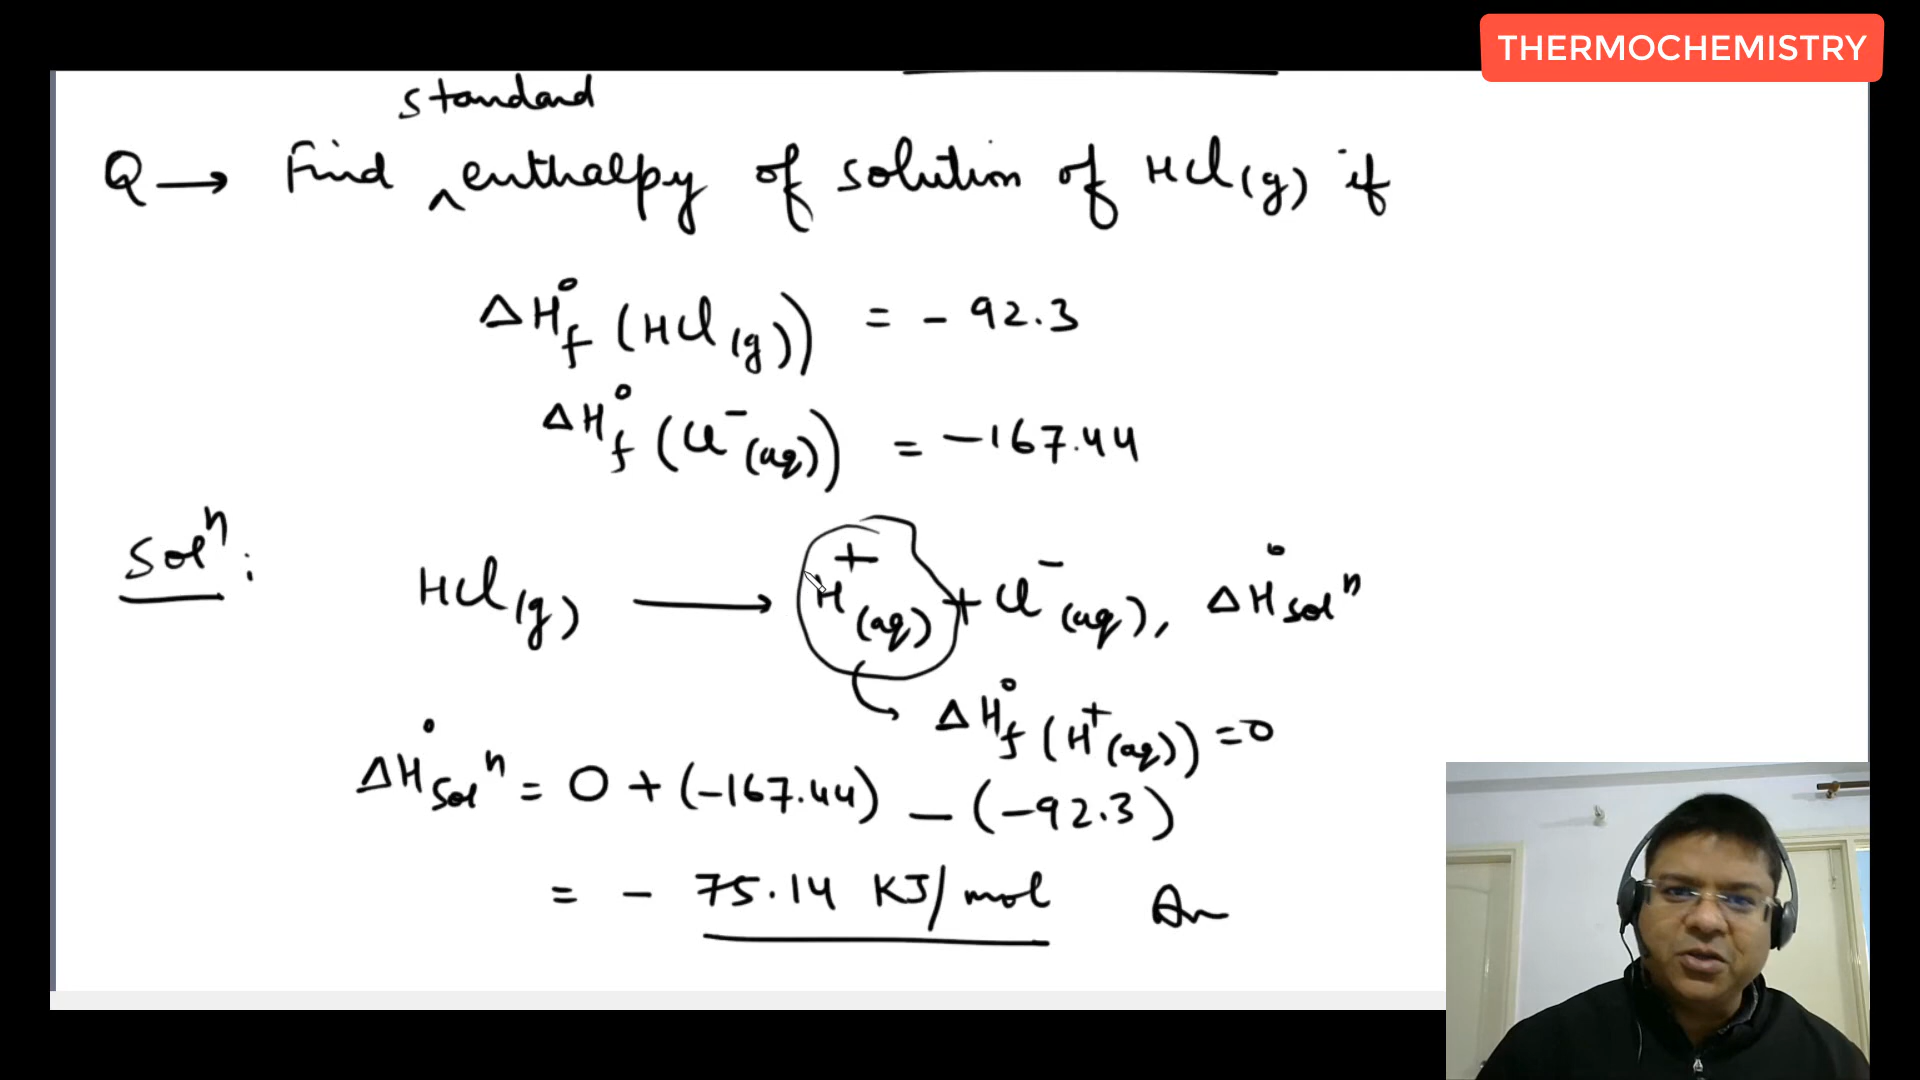 THERMOCHEMISTRY
standard
Q → Find ^ enthalpy of solution of HCl(g) if
ΔH°f (HCl(g)) = - 92.3
ΔH°f (Cl⁻(aq)) = -167.44
Solⁿ:
HCl(g) ⟶ H⁺(aq) + Cl⁻(aq), ΔH°solⁿ
ΔH°f (H⁺(aq)) = 0
ΔH°solⁿ = 0 + (-167.44) - (-92.3)
= - 75.14 KJ/mol An